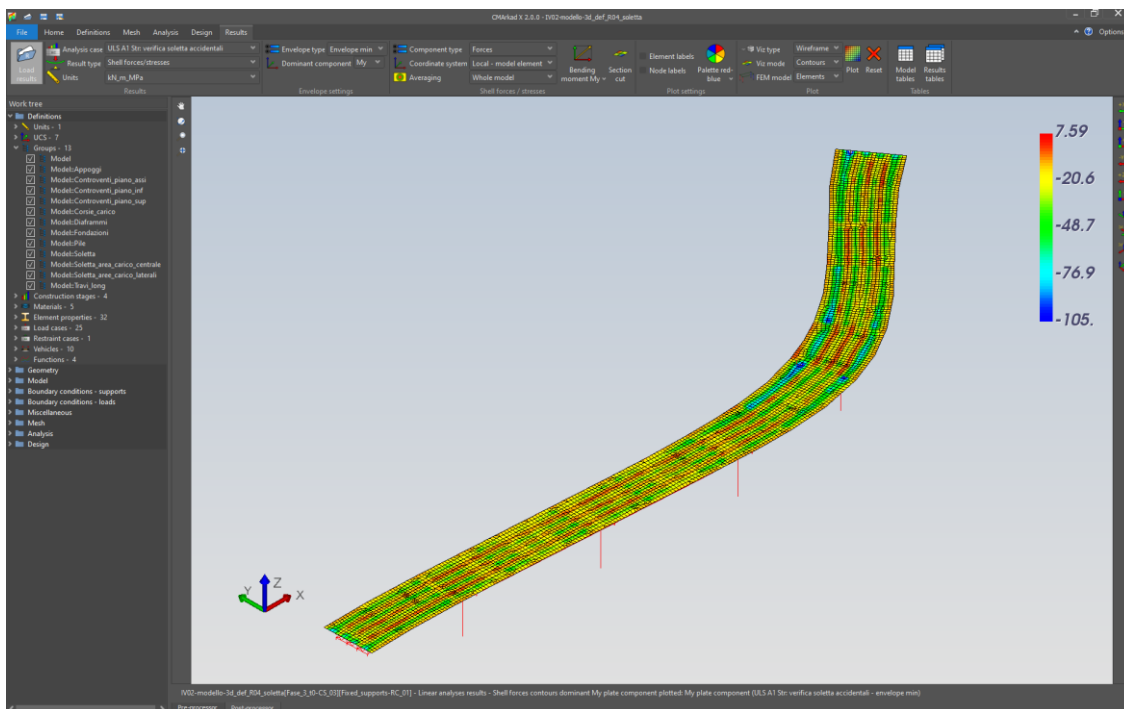 CMArkad X 2.0.0 - IV02-modello-3d_def_R04_soletta
File Home Definitions Mesh Analysis Design Results
Options
Load results
Analysis case ULS A1 Str: verifica soletta accidentali
Result type Shell forces/stresses
Units kN_m_MPa
Results
Envelope type Envelope min
Dominant component My
Envelope settings
Component type Forces
Coordinate system Local - model element
Averaging Whole model
Bending moment My
Section cut
Shell forces / stresses
Element labels
Node labels
Palette red-blue
Plot settings
Viz type Wireframe
Viz mode Contours
FEM model Elements
Plot Reset
Plot
Model tables
Results tables
Tables
Work tree
Definitions
Units - 1
UCS - 7
Groups - 13
Model
Model::Appoggi
Model::Controventi_piano_assi
Model::Controventi_piano_inf
Model::Controventi_piano_sup
Model::Corsie_carico
Model::Diaframmi
Model::Fondazioni
Model::Pile
Model::Soletta
Model::Soletta_area_carico_centrale
Model::Soletta_aree_carico_laterali
Model::Travi_long
Construction stages - 4
Materials - 5
Element properties - 32
Load cases - 25
Restraint cases - 1
Vehicles - 10
Functions - 4
Geometry
Model
Boundary conditions - supports
Boundary conditions - loads
Miscellaneous
Mesh
Analysis
Design
7.59
-20.6
-48.7
-76.9
-105.
Z
Y
X
IV02-modello-3d_def_R04_soletta[Fase_3_t0-CS_03][Fixed_supports-RC_01] - Linear analyses results - Shell forces contours dominant My plate component plotted: My plate component (ULS A1 Str: verifica soletta accidentali - envelope min)
Pre-processor Post-processor